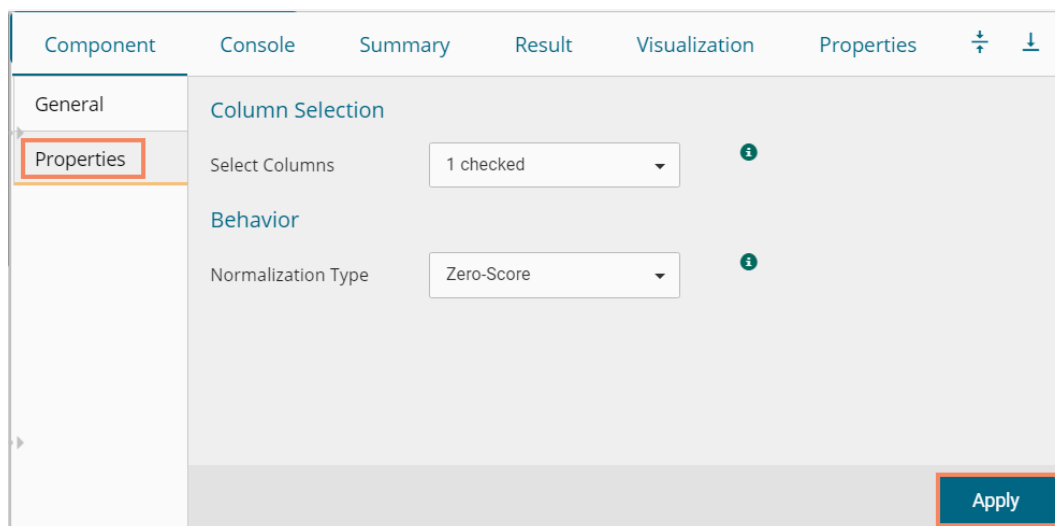 Component Console Summary Result Visualization Properties
General
Properties
Column Selection
Select Columns 1 checked
Behavior
Normalization Type Zero-Score
Apply